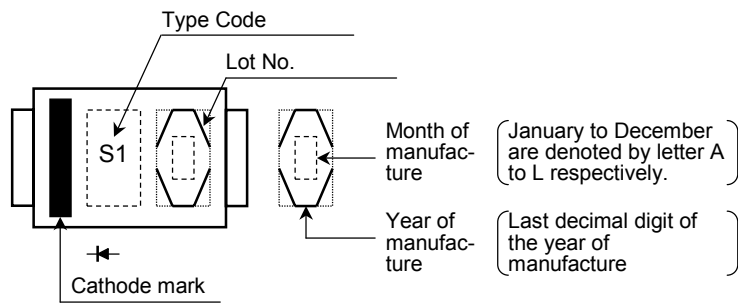 Type Code
Lot No.
S1
Month of
manufac-
ture
January to December
are denoted by letter A
to L respectively.
Year of
manufac-
ture
Last decimal digit of
the year of
manufacture
Cathode mark